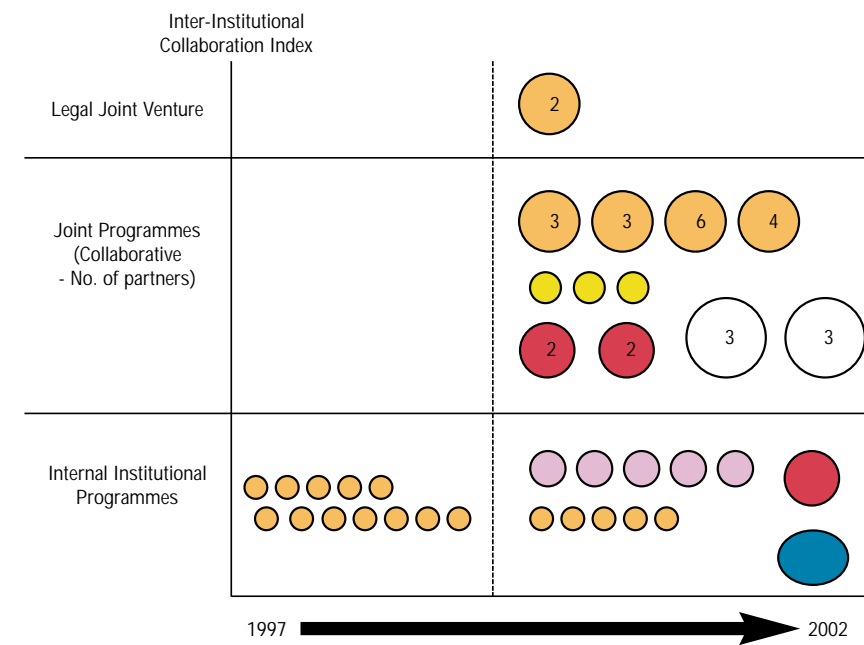 Inter-Institutional
Collaboration Index
Legal Joint Venture
2
Joint Programmes
(Collaborative
- No. of partners)
3 3 6 4
2 2 3 3
Internal Institutional
Programmes
1997 2002